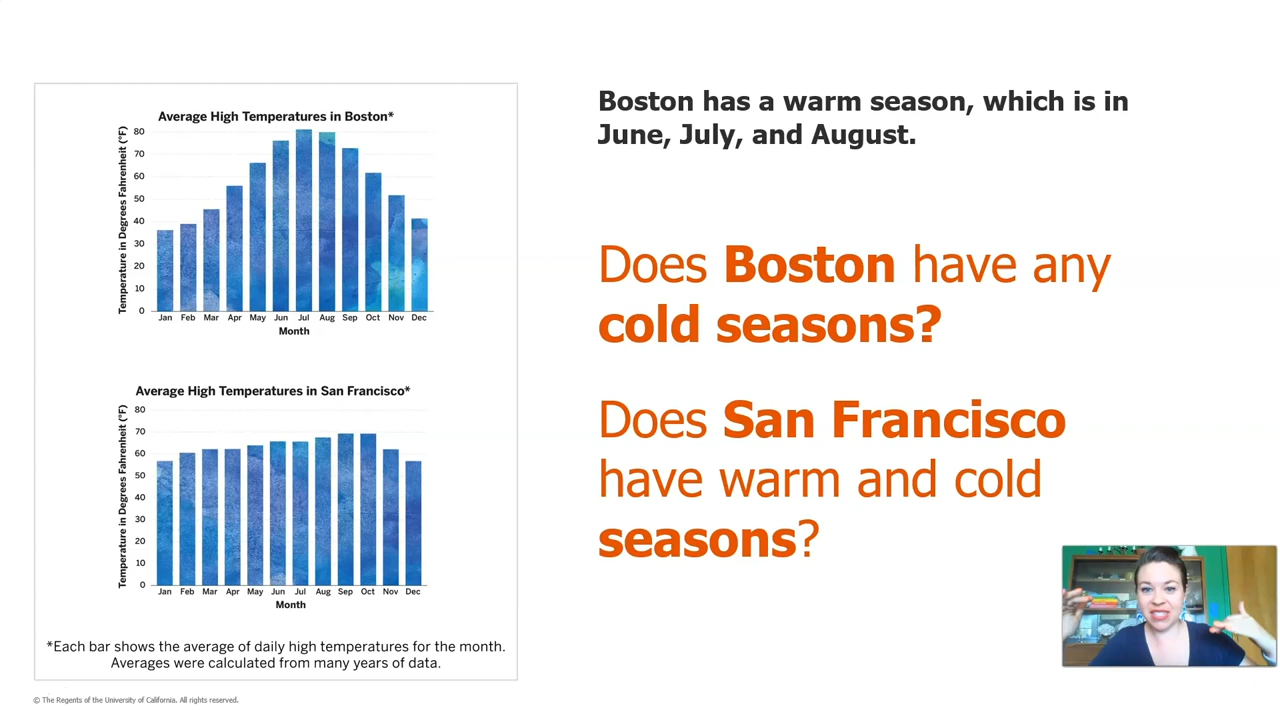 Average High Temperatures in Boston*
Temperature in Degrees Fahrenheit (°F)
80
70
60
50
40
30
20
10
0
Jan Feb Mar Apr May Jun Jul Aug Sep Oct Nov Dec
Month
Average High Temperatures in San Francisco*
Temperature in Degrees Fahrenheit (°F)
80
70
60
50
40
30
20
10
0
Jan Feb Mar Apr May Jun Jul Aug Sep Oct Nov Dec
Month
*Each bar shows the average of daily high temperatures for the month.
Averages were calculated from many years of data.
Boston has a warm season, which is in
June, July, and August.
Does Boston have any
cold seasons?
Does San Francisco
have warm and cold
seasons?
© The Regents of the University of California. All rights reserved.